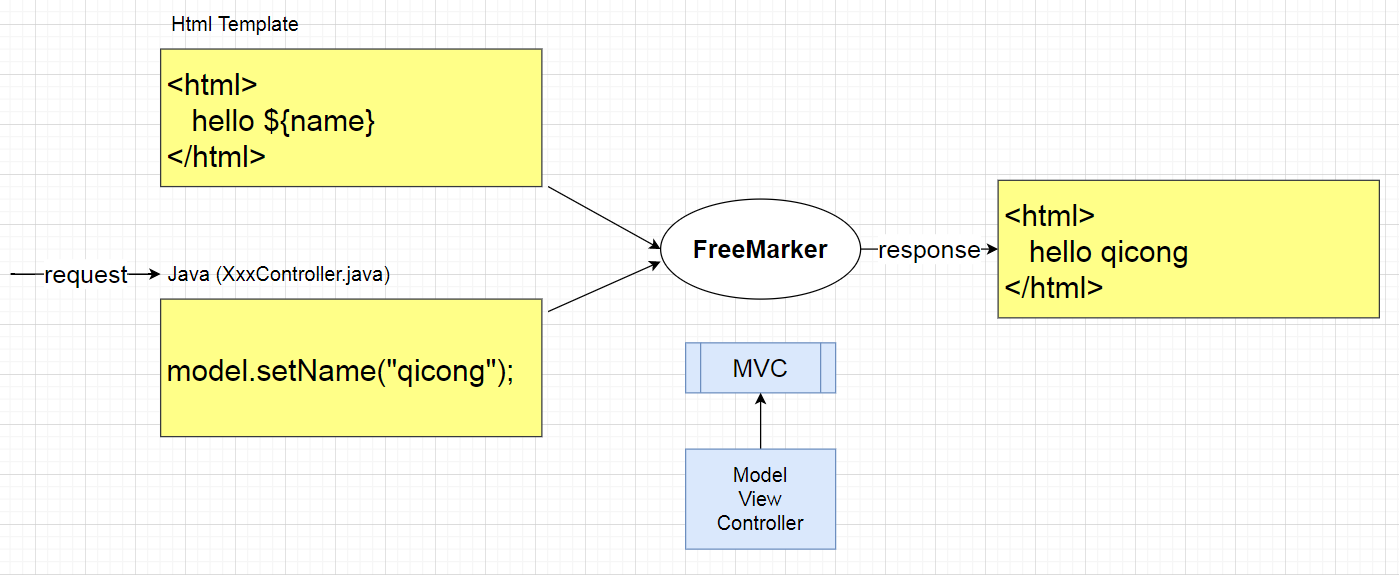 Html Template
<html>
hello ${name}
</html>
request
Java (XxxController.java)
model.setName("qicong");
FreeMarker
response
<html>
hello qicong
</html>
MVC
Model
View
Controller